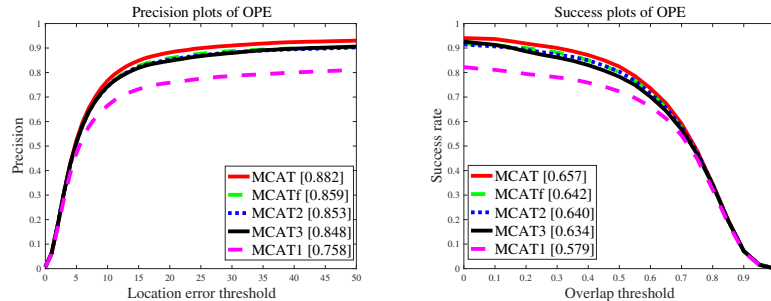 Precision plots of OPE
Precision
1
0.9
0.8
0.7
0.6
0.5
0.4
0.3
0.2
0.1
0
MCAT [0.882]
MCATf [0.859]
MCAT2 [0.853]
MCAT3 [0.848]
MCAT1 [0.758]
0 5 10 15 20 25 30 35 40 45 50
Location error threshold
Success plots of OPE
Success rate
1
0.9
0.8
0.7
0.6
0.5
0.4
0.3
0.2
0.1
0
MCAT [0.657]
MCATf [0.642]
MCAT2 [0.640]
MCAT3 [0.634]
MCAT1 [0.579]
0 0.1 0.2 0.3 0.4 0.5 0.6 0.7 0.8 0.9
Overlap threshold